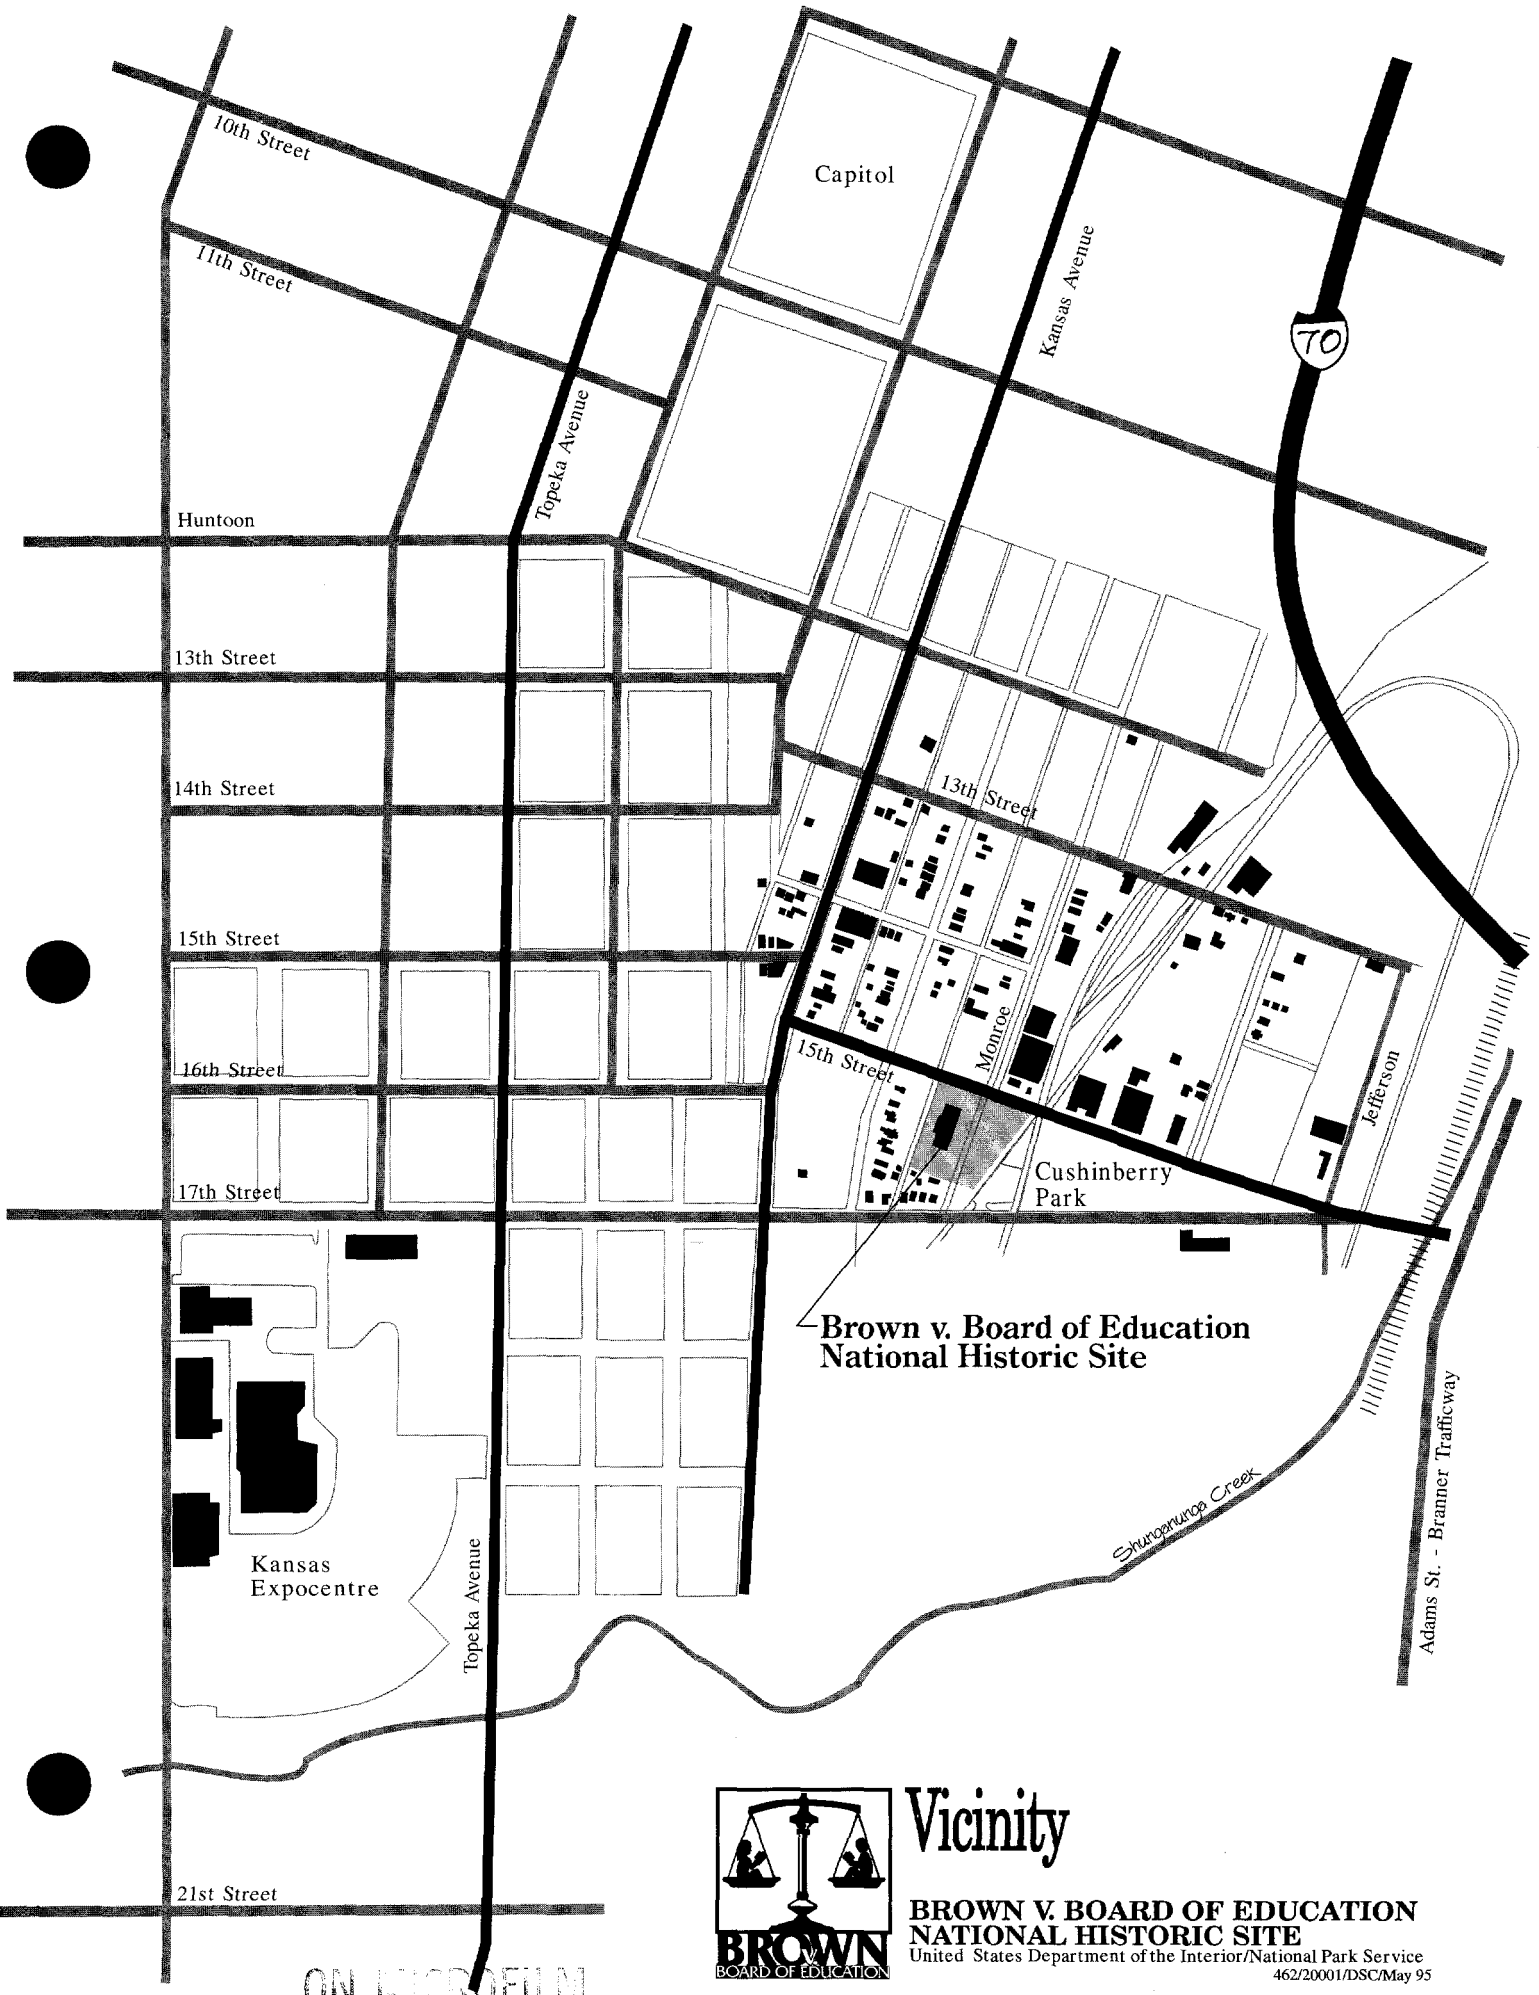 10th Street
Capitol
11th Street
Kansas Avenue
70
Topeka Avenue
Huntoon
13th Street
14th Street
13th Street
15th Street
Monroe
16th Street
15th Street
Jefferson
Cushinberry
Park
17th Street
Brown v. Board of Education
National Historic Site
Shunganunga Creek
Adams St. - Branner Trafficway
Kansas
Expocentre
Topeka Avenue
21st Street
Vicinity
BROWN V. BOARD OF EDUCATION
NATIONAL HISTORIC SITE
United States Department of the Interior/National Park Service
462/20001/DSC/May 95
BROWN
v.
BOARD OF EDUCATION
ON MICROFILM